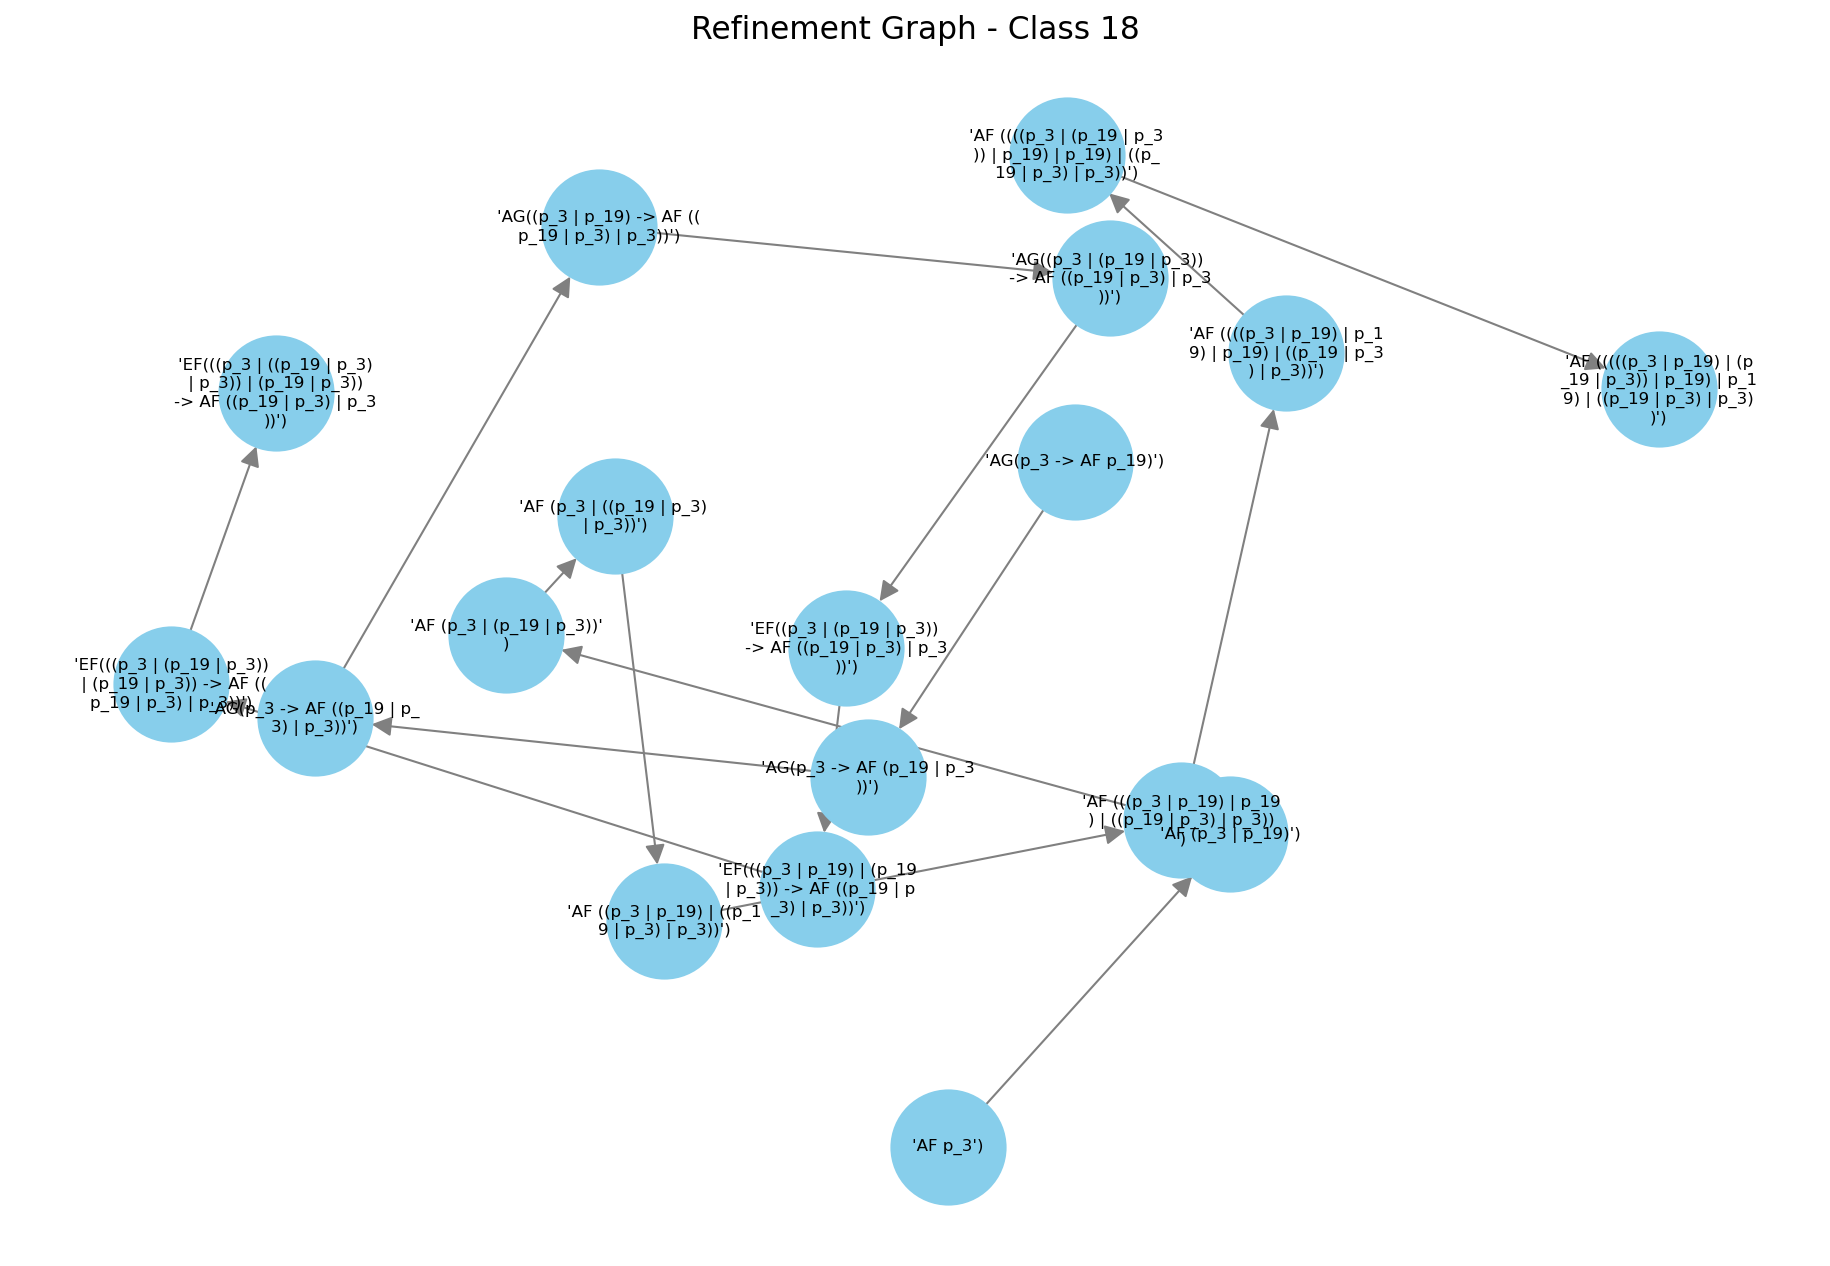 Refinement Graph - Class 18
'AF ((((p_3 | (p_19 | p_3
)) | p_19) | p_19) | ((p_
19 | p_3) | p_3))')
'AG((p_3 | p_19) -> AF ((
p_19 | p_3) | p_3))')
'AG((p_3 | (p_19 | p_3))
-> AF ((p_19 | p_3) | p_3
))')
'AF ((((p_3 | p_19) | p_1
9) | p_19) | ((p_19 | p_3
) | p_3))')
'EF(((p_3 | ((p_19 | p_3)
| p_3)) | (p_19 | p_3))
-> AF ((p_19 | p_3) | p_3
))')
'AF (((((p_3 | p_19) | (p
_19 | p_3)) | p_19) | p_1
9) | ((p_19 | p_3) | p_3)
)')
'AG(p_3 -> AF p_19)')
'AF (p_3 | ((p_19 | p_3)
| p_3))')
'AF (p_3 | (p_19 | p_3))'
)
'EF((p_3 | (p_19 | p_3))
-> AF ((p_19 | p_3) | p_3
))')
'EF(((p_3 | (p_19 | p_3))
| (p_19 | p_3)) -> AF ((
p_19 | p_3) | p_3))')
'AG(p_3 -> AF ((p_19 | p_
3) | p_3))')
'AG(p_3 -> AF (p_19 | p_3
))')
'AF (((p_3 | p_19) | p_19
) | ((p_19 | p_3) | p_3))
')
'AF (p_3 | p_19)')
'EF(((p_3 | p_19) | (p_19
| p_3)) -> AF ((p_19 | p
_3) | p_3))')
'AF ((p_3 | p_19) | ((p_1
9 | p_3) | p_3))')
'AF p_3')